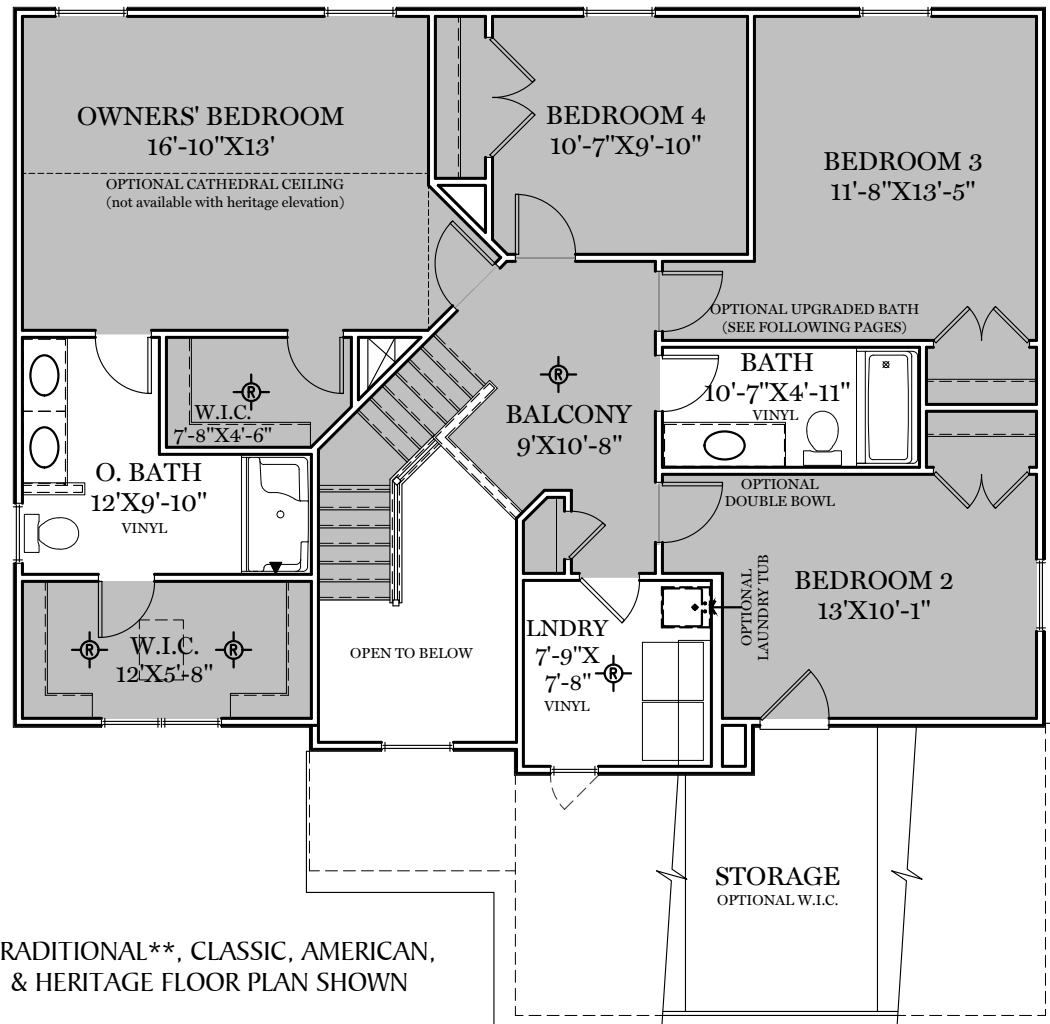 OWNERS' BEDROOM
16'-10"X13'
OPTIONAL CATHEDRAL CEILING
(not available with heritage elevation)
BEDROOM 4
10'-7"X9'-10"
BEDROOM 3
11'-8"X13'-5"
OPTIONAL UPGRADED BATH
(SEE FOLLOWING PAGES)
BATH
10'-7"X4'-11"
VINYL
R
W.I.C.
7'-8"X4'-6"
R
BALCONY
9'X10'-8"
O. BATH
12'X9'-10"
VINYL
OPTIONAL
DOUBLE BOWL
BEDROOM 2
13'X10'-1"
OPTIONAL
LAUNDRY TUB
R
W.I.C.
R
12'X5'-8"
OPEN TO BELOW
LNDRY
7'-9"X
7'-8"
R
VINYL
STORAGE
OPTIONAL W.I.C.
RADITIONAL**, CLASSIC, AMERICAN,
& HERITAGE FLOOR PLAN SHOWN